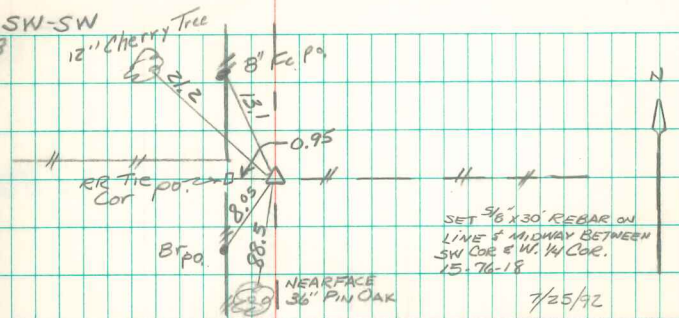 SW-SW
12" Cherry Tree
8" Fc. po.
21.2
13.1
N
0.95
RR Tie po.
Cor
8.05
88.5
Br po.
SET 5/8" x 30" REBAR ON
LINE & MIDWAY BETWEEN
SW COR & W. 1/4 COR.
15-76-18
NEARFACE
36" PIN OAK
7/25/92